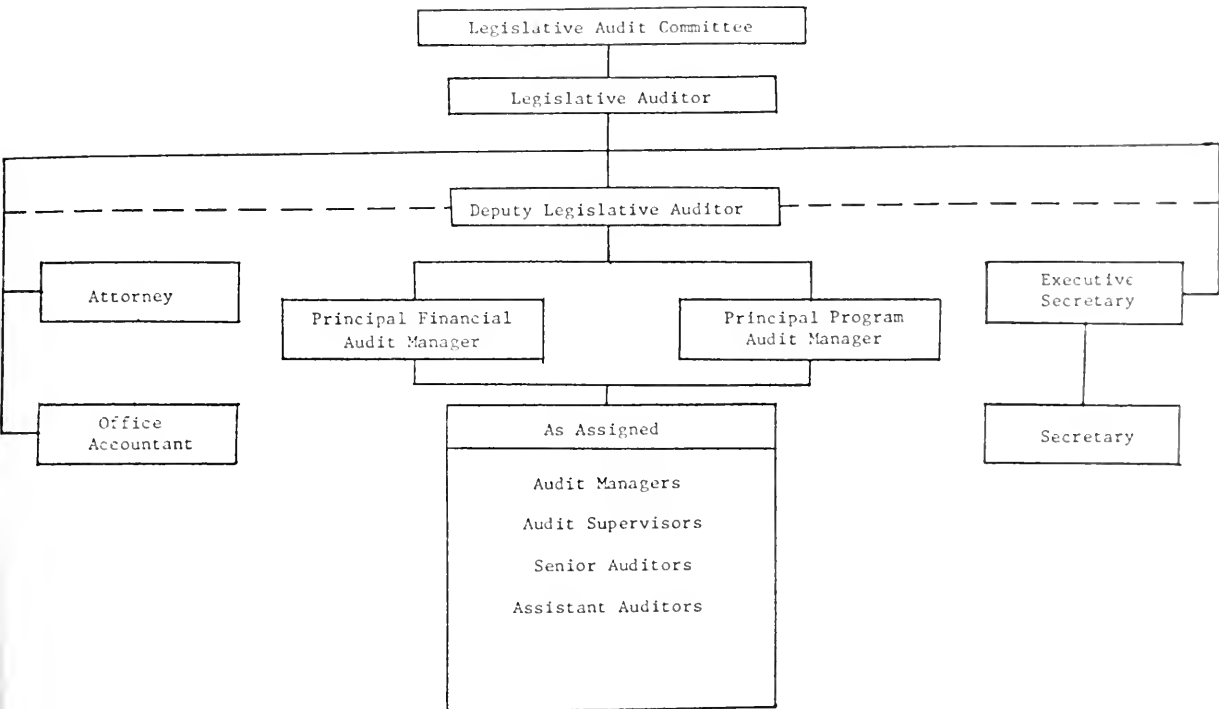 Legislative Audit Committee
Legislative Auditor
Deputy Legislative Auditor
Attorney
Principal Financial
Audit Manager
Principal Program
Audit Manager
Executive
Secretary
Office
Accountant
As Assigned
Secretary
Audit Managers
Audit Supervisors
Senior Auditors
Assistant Auditors